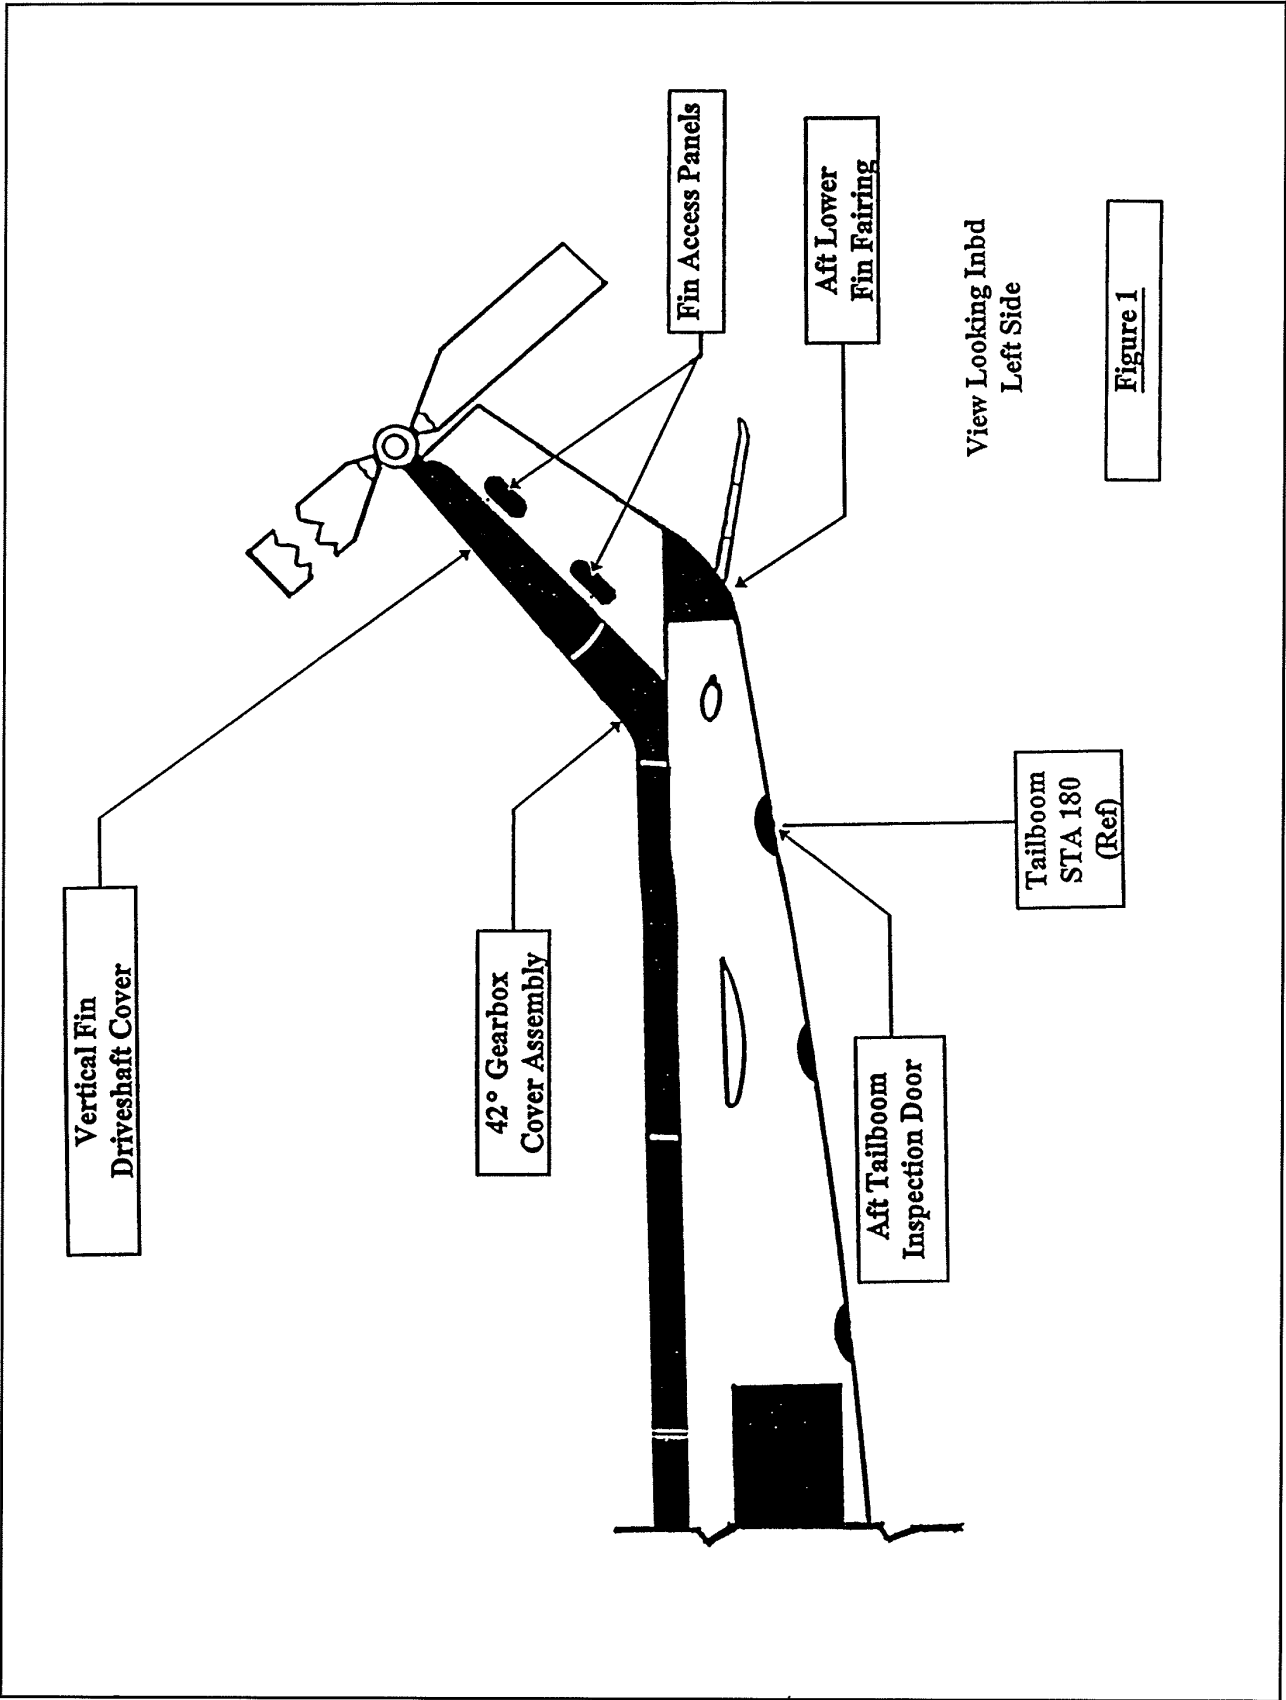 Vertical Fin
Driveshaft Cover
42° Gearbox
Cover Assembly
Fin Access Panels
Aft Lower
Fin Fairing
Aft Tailboom
Inspection Door
Tailboom
STA 180
(Ref)
View Looking Inbd
Left Side
Figure 1